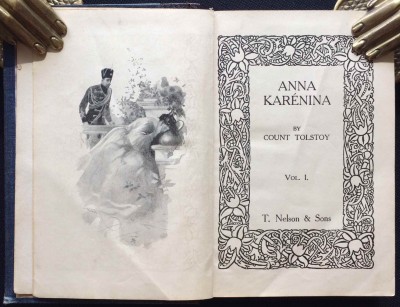 ANNA
KARÉNINA
BY
COUNT TOLSTOY
VOL. I.
T. Nelson & Sons